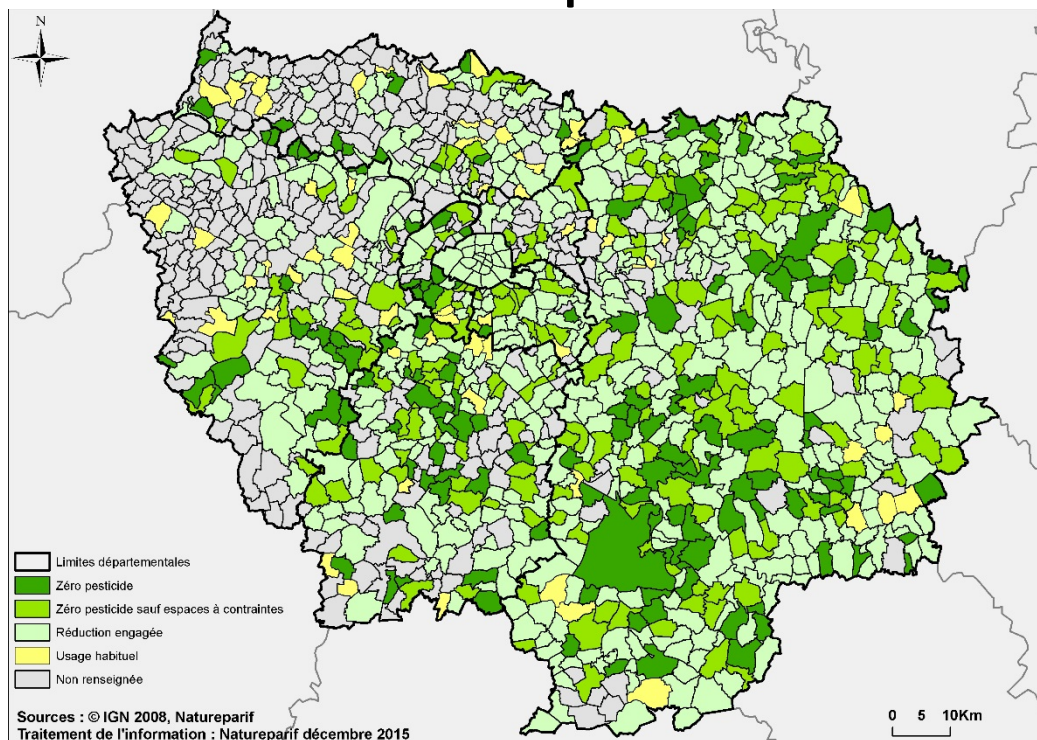 N
Limites départementales
Zéro pesticide
Zéro pesticide sauf espaces à contraintes
Réduction engagée
Usage habituel
Non renseignée
Sources : © IGN 2008, Natureparif
Traitement de l'information : Natureparif décembre 2015
0 5 10Km